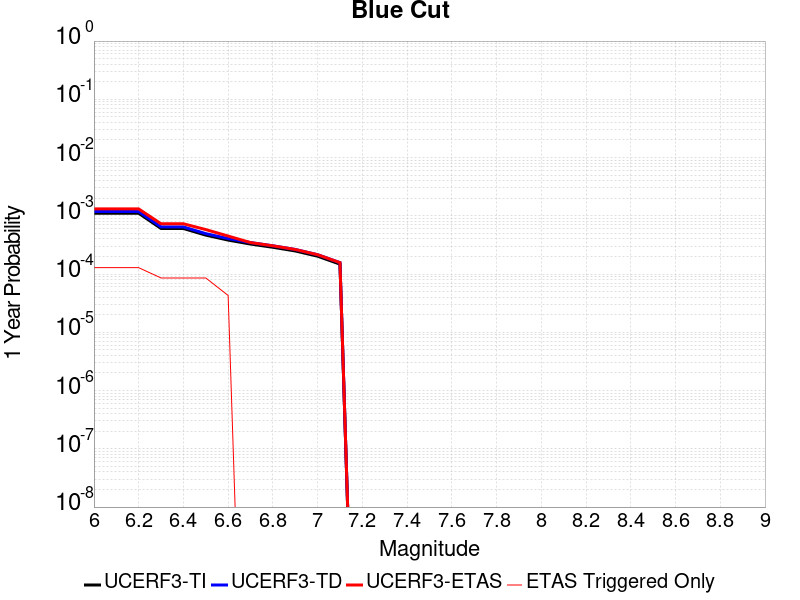 Blue Cut
10^0
10^-1
10^-2
10^-3
10^-4
10^-5
10^-6
10^-7
10^-8
1 Year Probability
6 6.2 6.4 6.6 6.8 7 7.2 7.4 7.6 7.8 8 8.2 8.4 8.6 8.8 9
Magnitude
UCERF3-TI UCERF3-TD UCERF3-ETAS ETAS Triggered Only